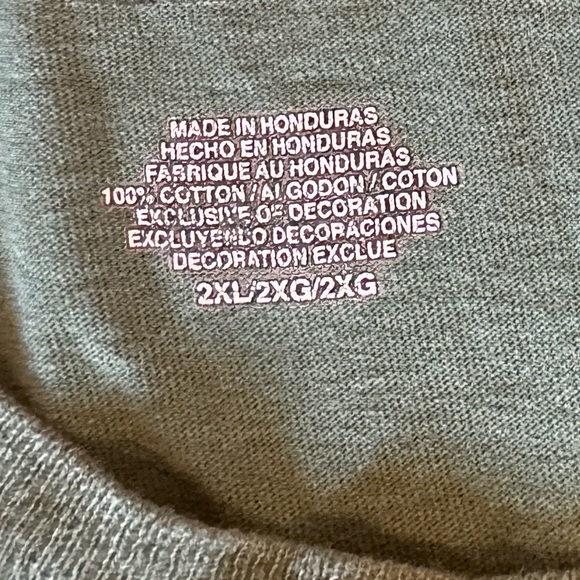 MADE IN HONDURAS
HECHO EN HONDURAS
FABRIQUE AU HONDURAS
100% COTTON/ALGODON/COTON
EXCLUSIVE OF DECORATION
EXCLUYENDO DECORACIONES
DECORATION EXCLUE
2XL/2XG/2XG